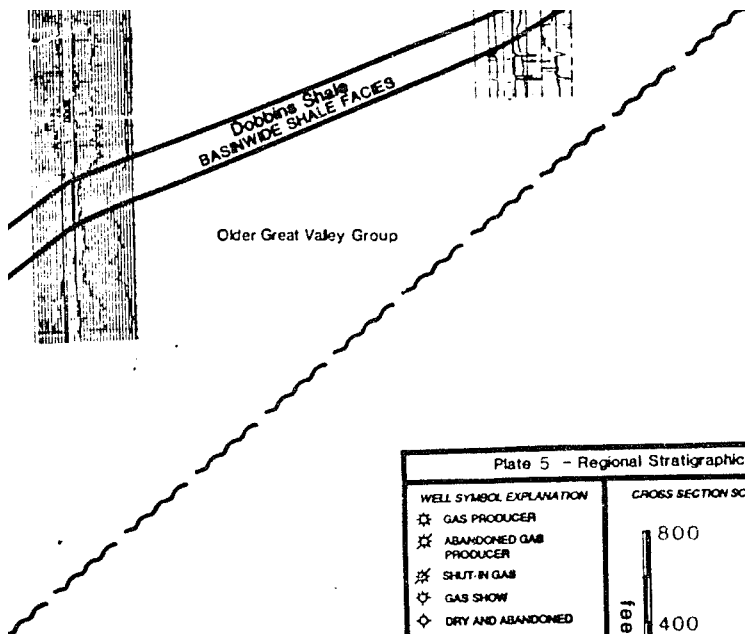 Dobbins Shale
BASINWIDE SHALE FACIES
Older Great Valley Group
Plate 5 - Regional Stratigraphic
WELL SYMBOL EXPLANATION
GAS PRODUCER
ABANDONED GAS
PRODUCER
SHUT-IN GAS
GAS SHOW
DRY AND ABANDONED
CROSS SECTION SC
800
400
fee